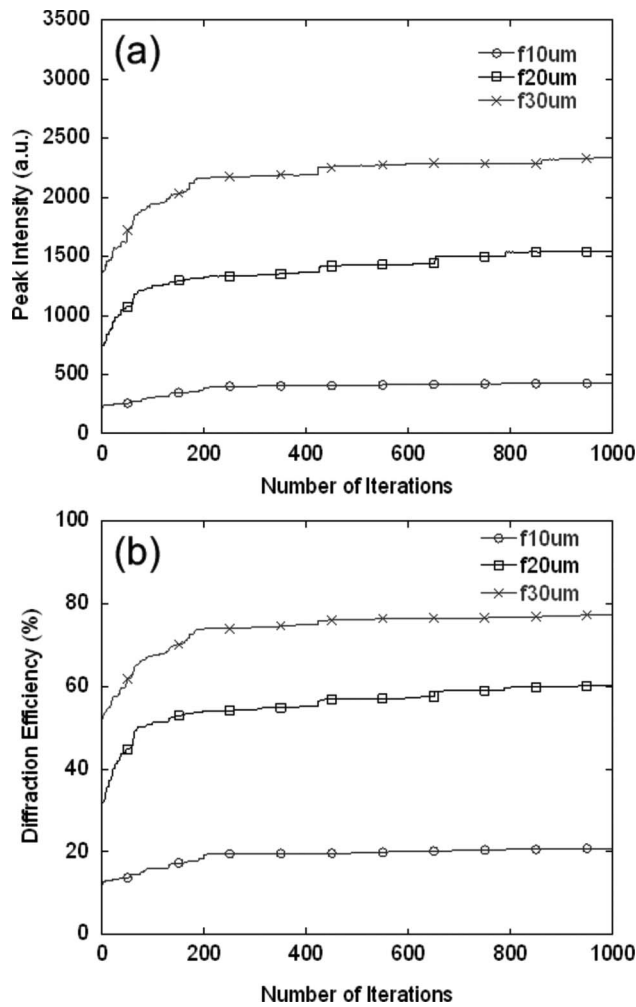 (a)
f10um
f20um
f30um
Peak Intensity (a.u.)
3500
3000
2500
2000
1500
1000
500
0
0 200 400 600 800 1000
Number of Iterations
(b)
f10um
f20um
f30um
Diffraction Efficiency (%)
100
80
60
40
20
0
0 200 400 600 800 1000
Number of Iterations